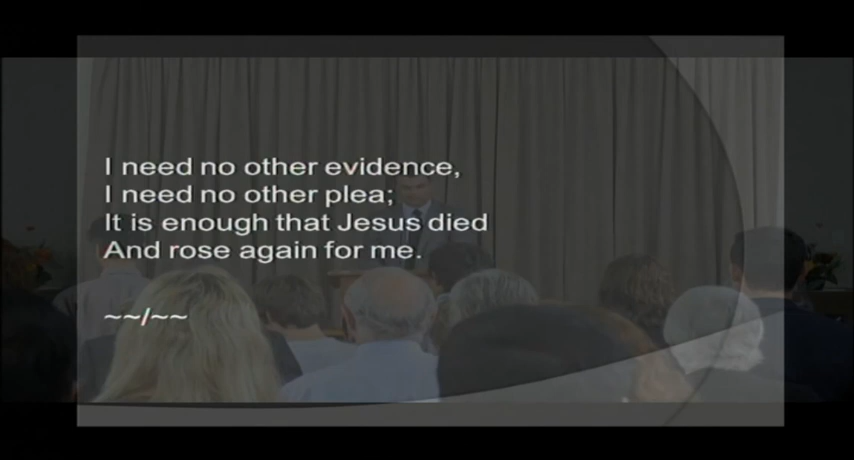 I need no other evidence,
I need no other plea;
It is enough that Jesus died
And rose again for me.
~~/~~